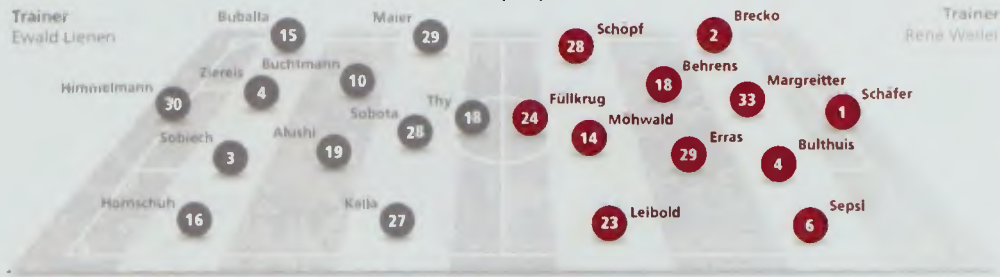 Trainer
Ewald Lienen
Buballa
15
Maier
29
Schöpf
28
Brecko
2
Trainer
René Weiler
Himmelmann
30
Ziereis
4
Buchtmann
10
Sobota
28
Thy
18
Füllkrug
24
Behrens
18
Margreitter
33
Schäfer
1
Sobiech
3
Alushi
19
Möhwald
14
Erras
29
Bulthuis
4
Hornschuh
16
Kalla
27
Leibold
23
Sepsi
6